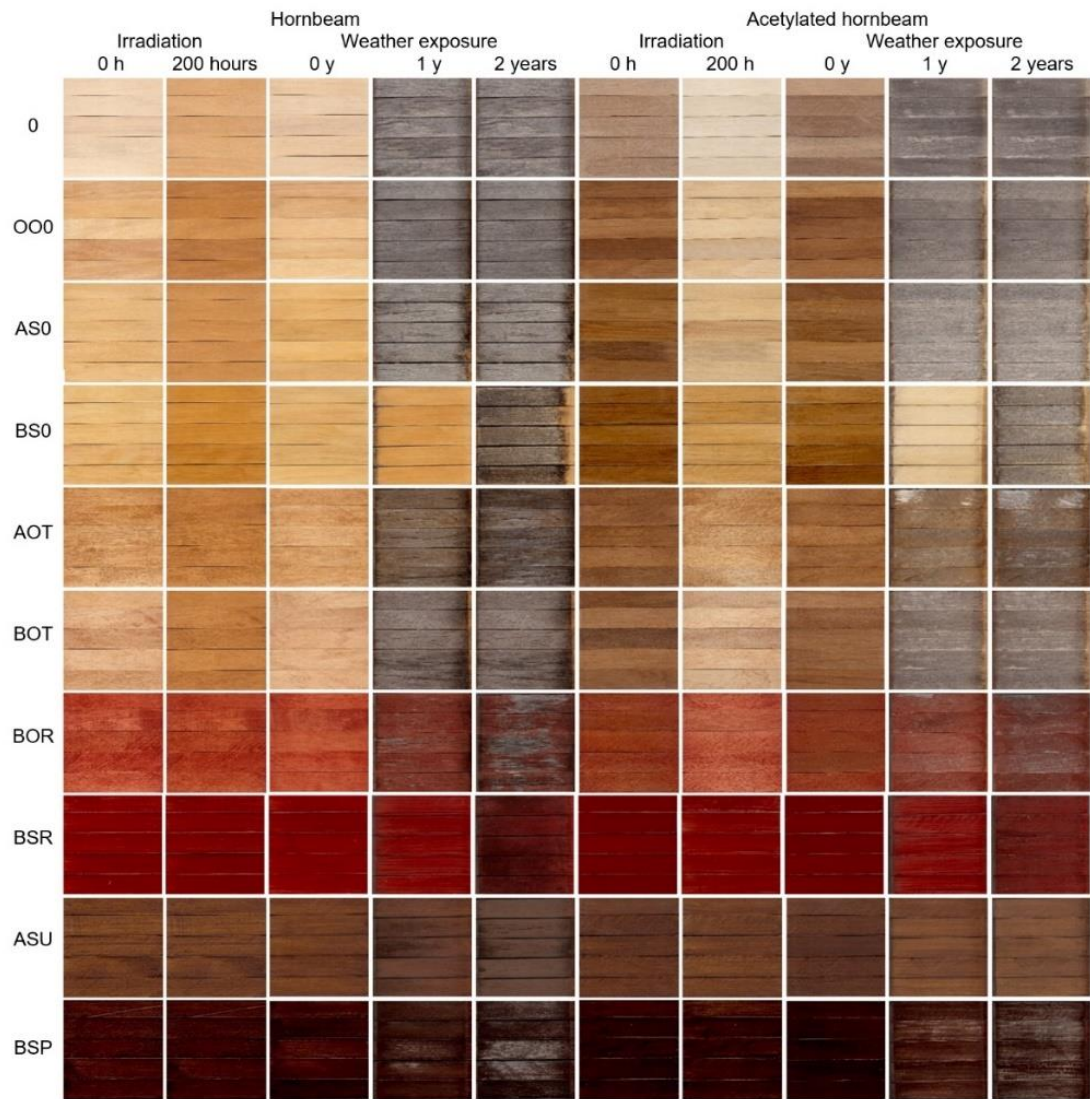 Hornbeam Acetylated hornbeam
Irradiation Weather exposure Irradiation Weather exposure
0 h 200 hours 0 y 1 y 2 years 0 h 200 h 0 y 1 y 2 years
0
OO0
AS0
BS0
AOT
BOT
BOR
BSR
ASU
BSP